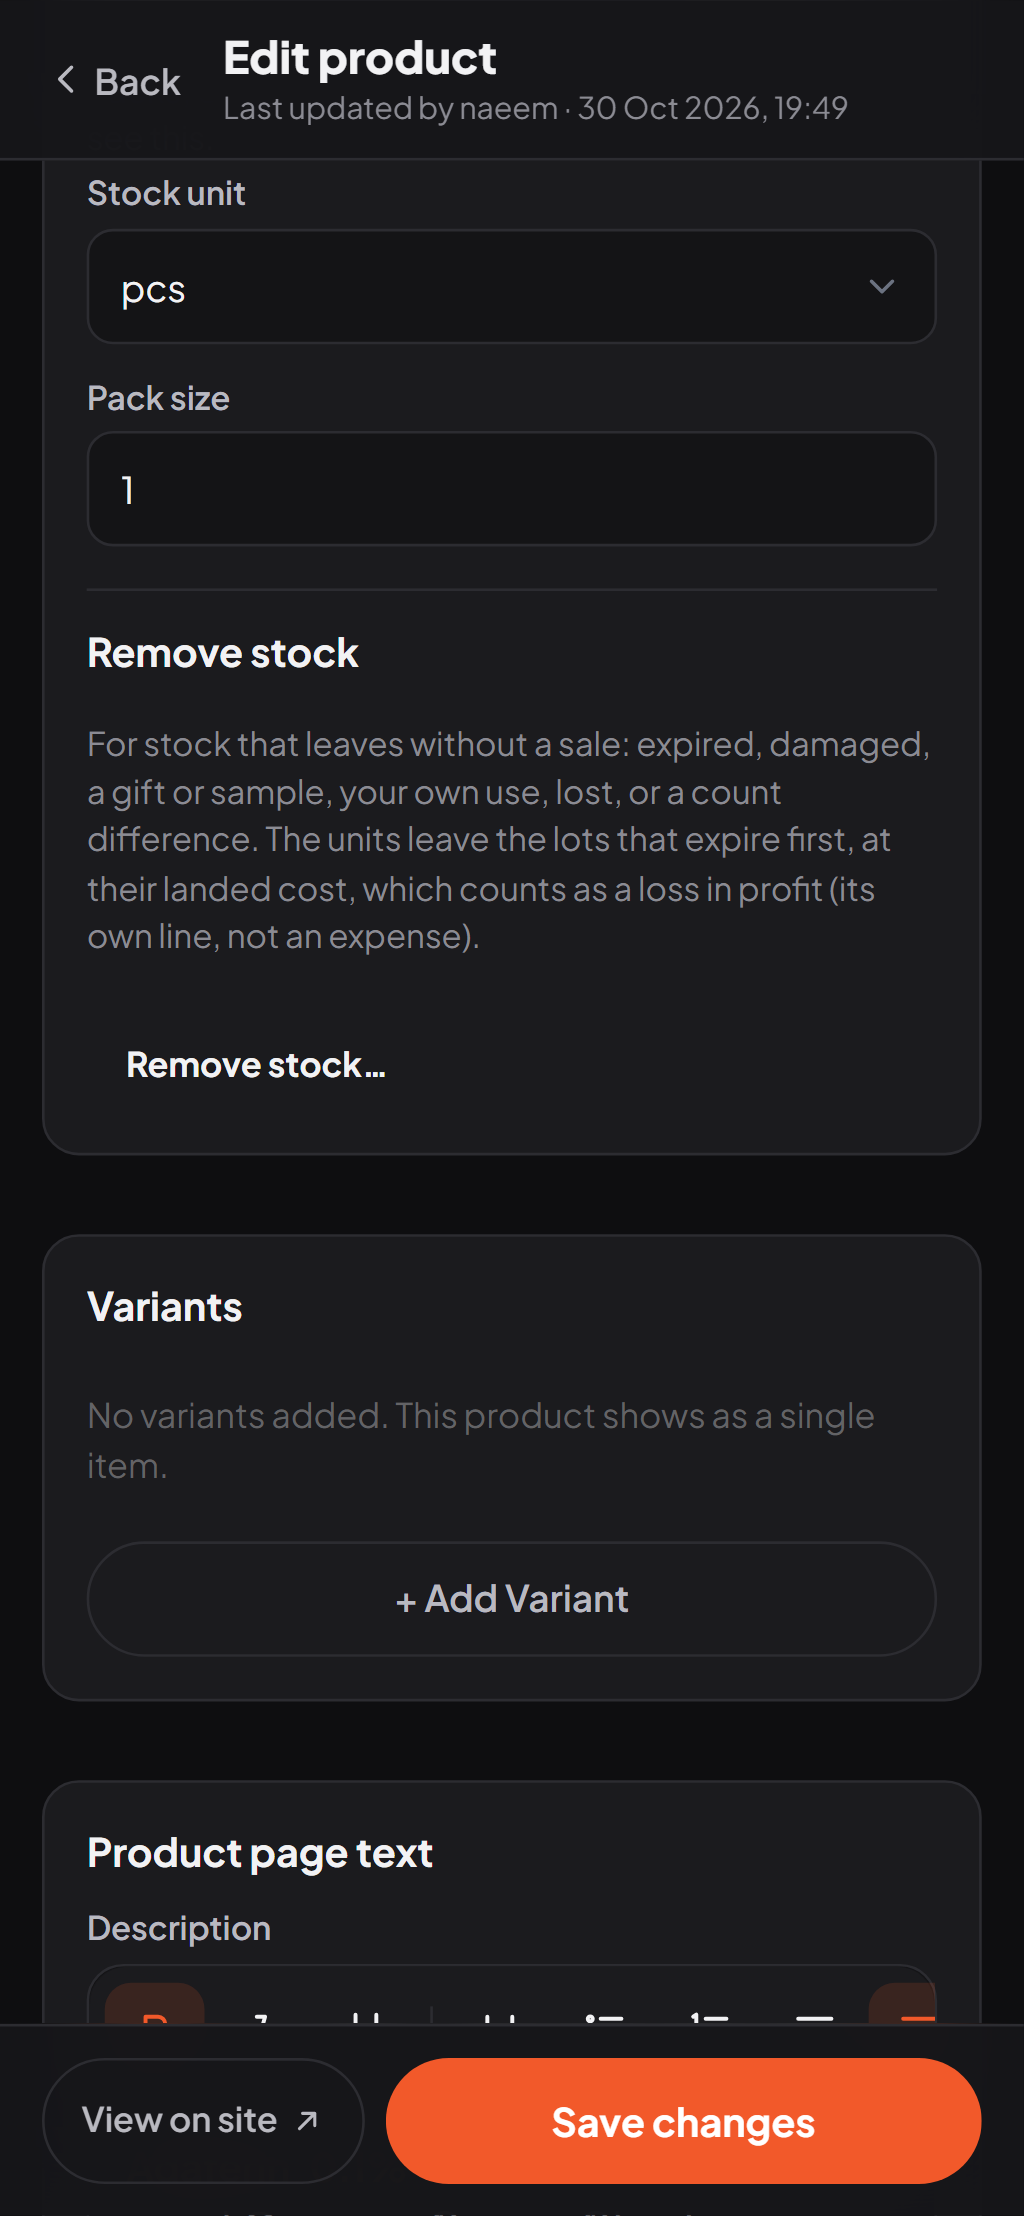 Back
Edit product
Last updated by naeem · 30 Oct 2026, 19:49
Stock unit
pcs
Pack size
1
Remove stock
For stock that leaves without a sale: expired, damaged,
a gift or sample, your own use, lost, or a count
difference. The units leave the lots that expire first, at
their landed cost, which counts as a loss in profit (its
own line, not an expense).
Remove stock…
Variants
No variants added. This product shows as a single
item.
+ Add Variant
Product page text
Description
View on site ↗
Save changes